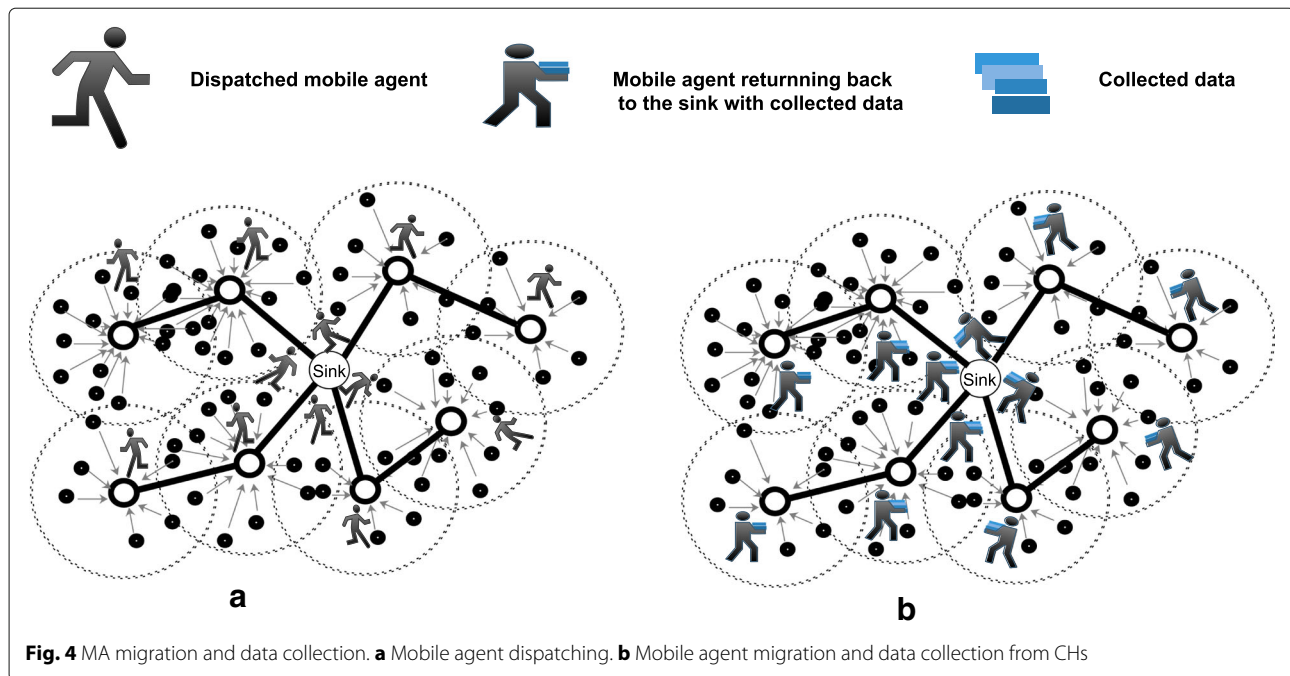 Dispatched mobile agent
Mobile agent returnning back
to the sink with collected data
Collected data
Sink
Sink
a
b
Fig. 4 MA migration and data collection. a Mobile agent dispatching. b Mobile agent migration and data collection from CHs